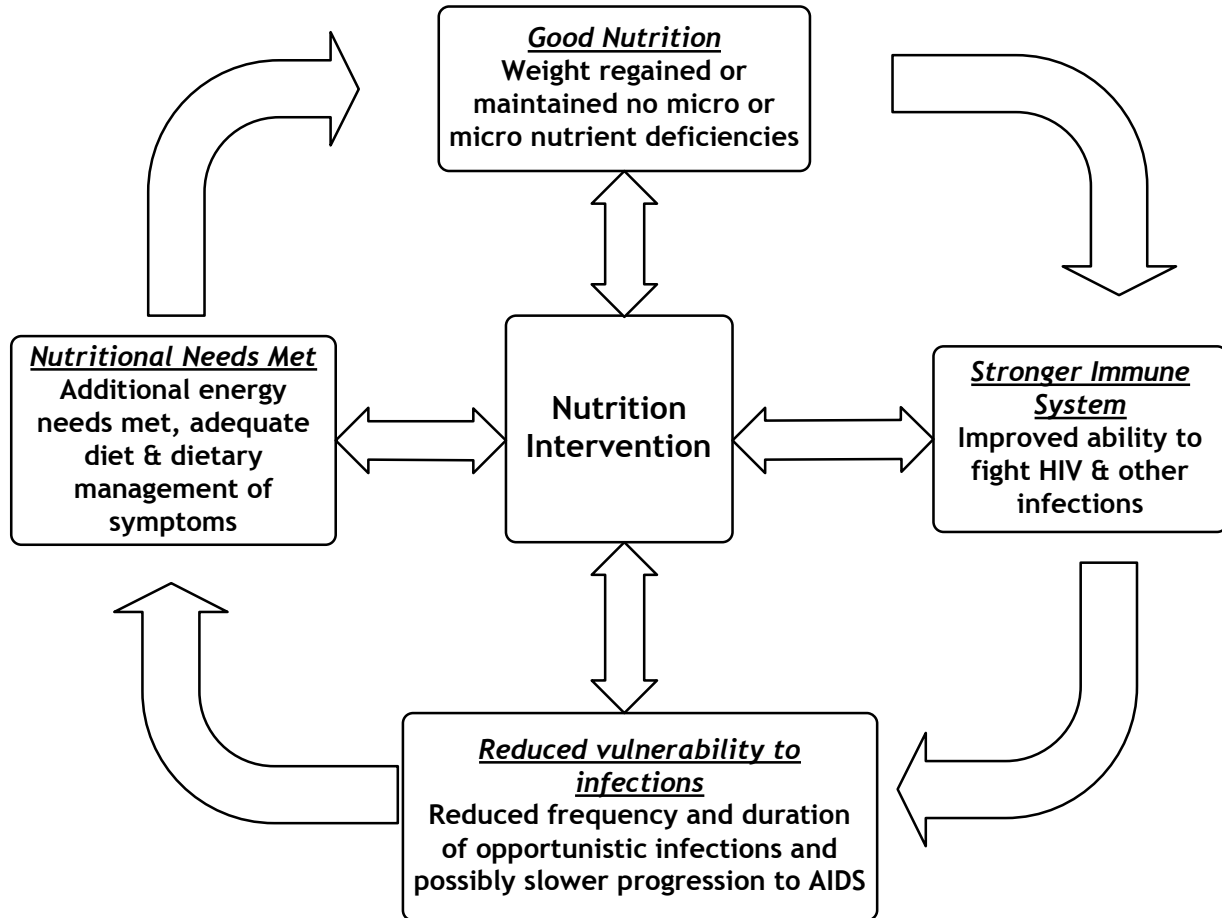 Good Nutrition
Weight regained or
maintained no micro or
micro nutrient deficiencies
Nutritional Needs Met
Additional energy
needs met, adequate
diet & dietary
management of
symptoms
Nutrition
Intervention
Stronger Immune
System
Improved ability to
fight HIV & other
infections
Reduced vulnerability to
infections
Reduced frequency and duration
of opportunistic infections and
possibly slower progression to AIDS